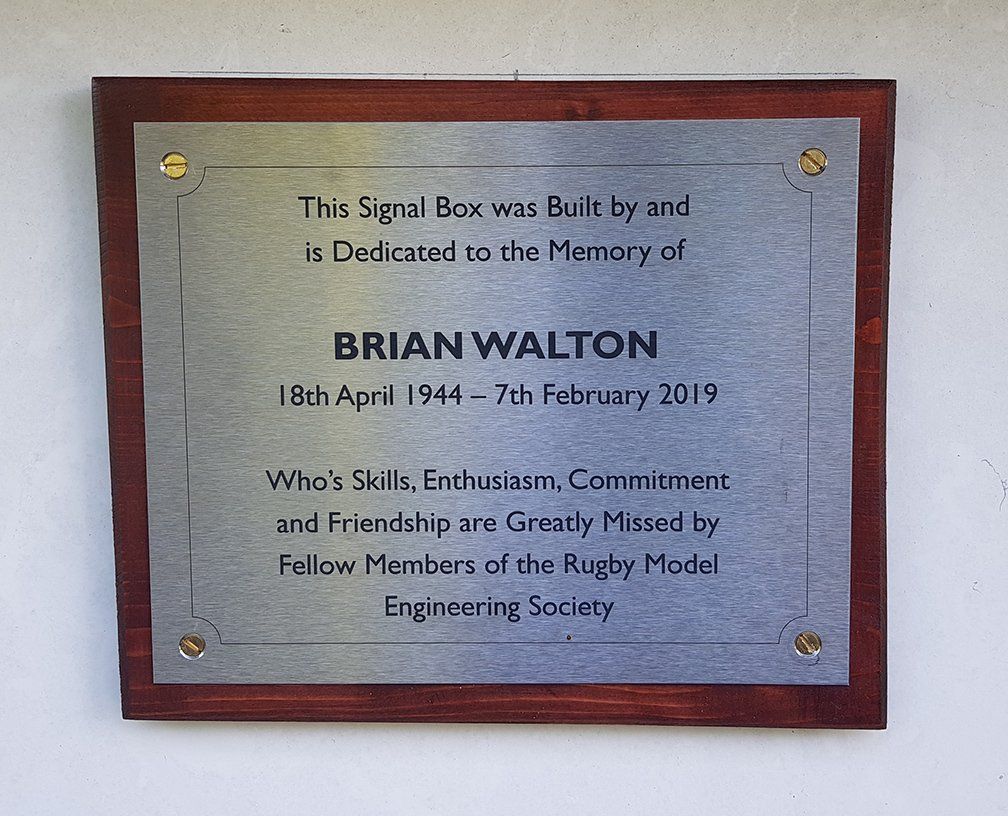 This Signal Box was Built by and
is Dedicated to the Memory of
BRIAN WALTON
18th April 1944 – 7th February 2019
Who’s Skills, Enthusiasm, Commitment
and Friendship are Greatly Missed by
Fellow Members of the Rugby Model
Engineering Society